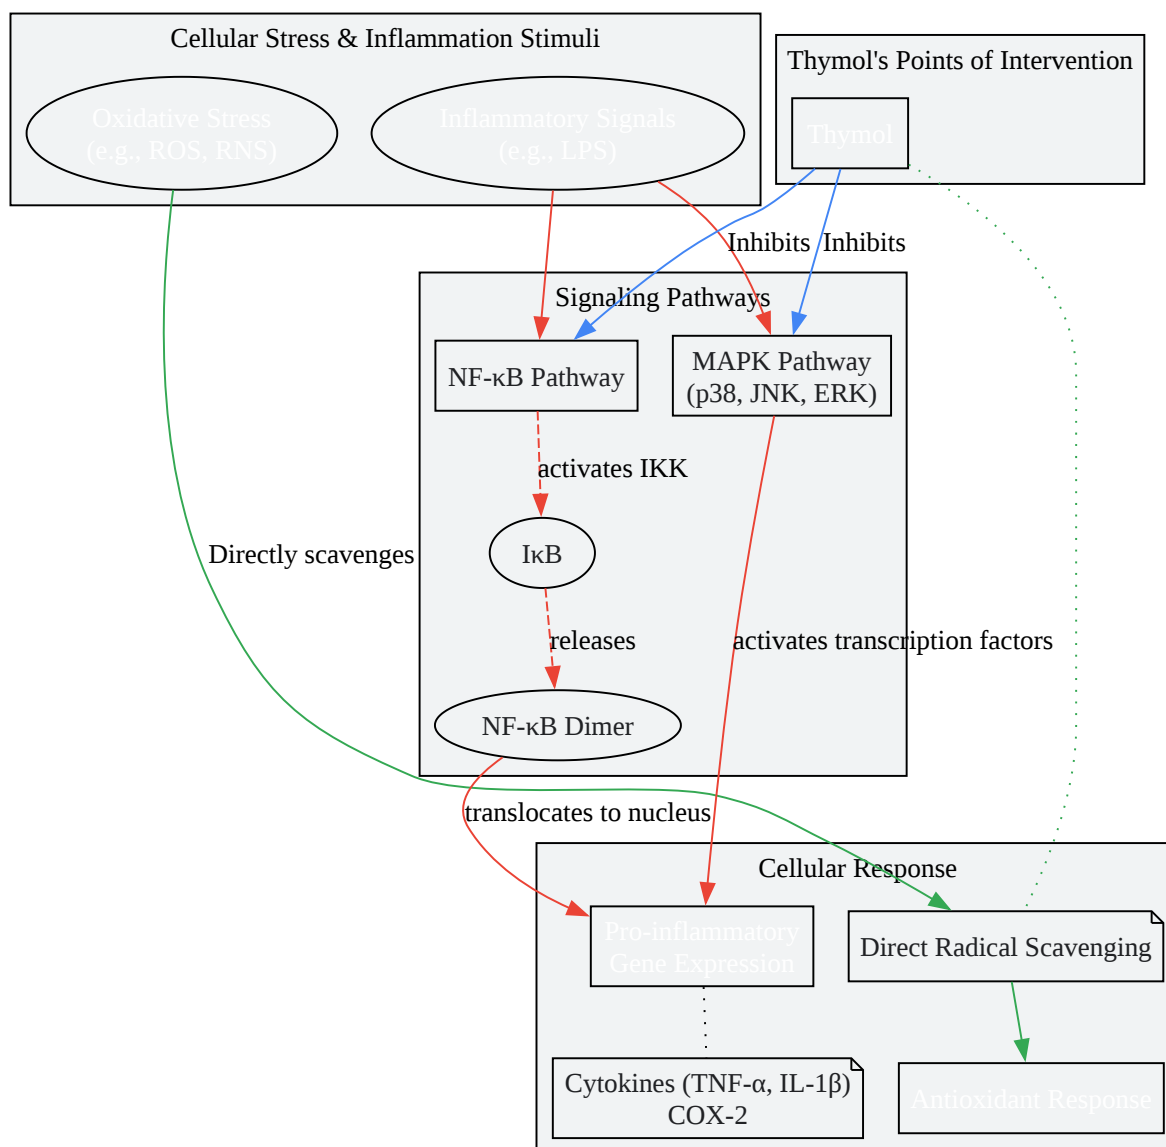 Cellular Stress & Inflammation Stimuli
Oxidative Stress
(e.g., ROS, RNS)
Inflammatory Signals
(e.g., LPS)
Thymol's Points of Intervention
Thymol
Inhibits
Inhibits
Signaling Pathways
NF-κB Pathway
MAPK Pathway
(p38, JNK, ERK)
activates IKK
IκB
Directly scavenges
releases
activates transcription factors
NF-κB Dimer
translocates to nucleus
Cellular Response
Pro-inflammatory
Gene Expression
Direct Radical Scavenging
Cytokines (TNF-α, IL-1β)
COX-2
Antioxidant Response